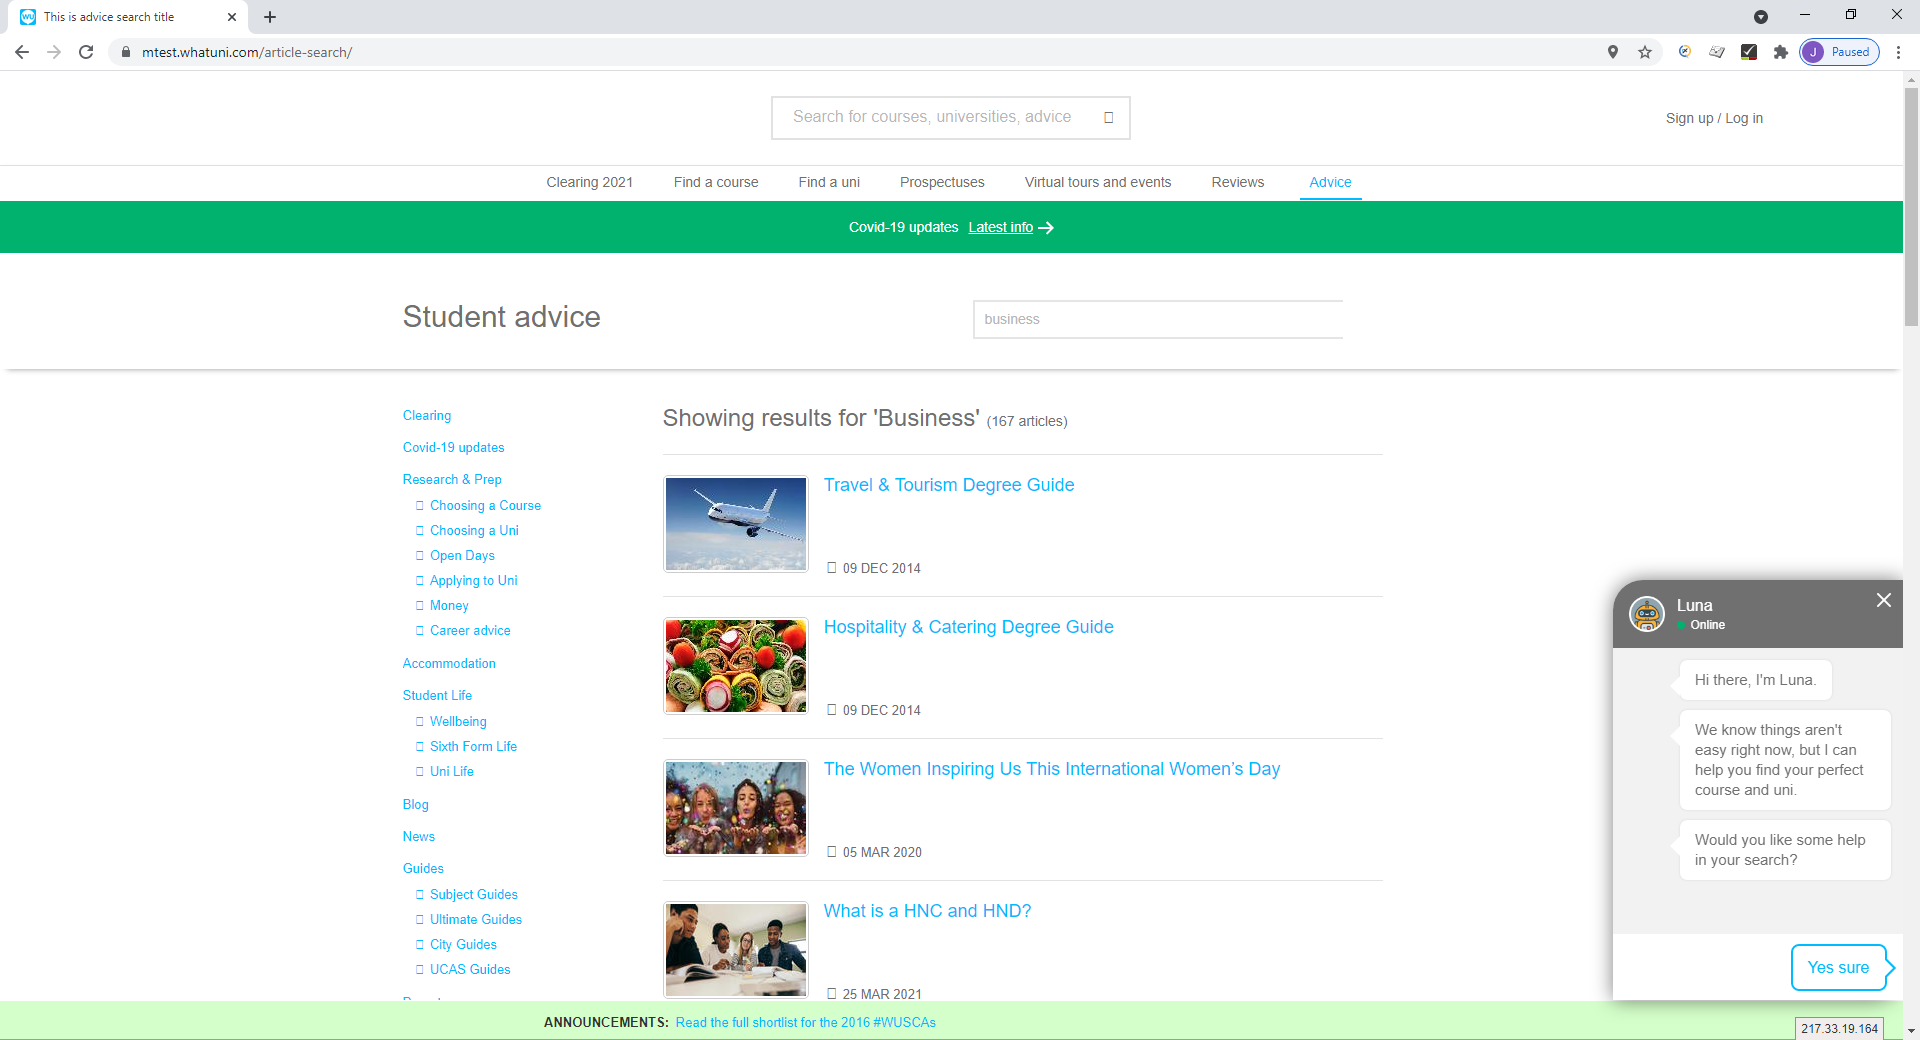 This is advice search title
mtest.whatuni.com/article-search/
J Paused
Search for courses, universities, advice
Sign up / Log in
Clearing 2021 Find a course Find a uni Prospectuses Virtual tours and events Reviews Advice
Covid-19 updates Latest info
Student advice
business
Clearing
Covid-19 updates
Research & Prep
Choosing a Course
Choosing a Uni
Open Days
Applying to Uni
Money
Career advice
Accommodation
Student Life
Wellbeing
Sixth Form Life
Uni Life
Blog
News
Guides
Subject Guides
Ultimate Guides
City Guides
UCAS Guides
Showing results for 'Business' (167 articles)
Travel & Tourism Degree Guide
09 DEC 2014
Hospitality & Catering Degree Guide
09 DEC 2014
The Women Inspiring Us This International Women’s Day
05 MAR 2020
What is a HNC and HND?
25 MAR 2021
Luna
Online
Hi there, I'm Luna.
We know things aren't
easy right now, but I can
help you find your perfect
course and uni.
Would you like some help
in your search?
Yes sure
ANNOUNCEMENTS: Read the full shortlist for the 2016 #WUSCAs
217.33.19.164